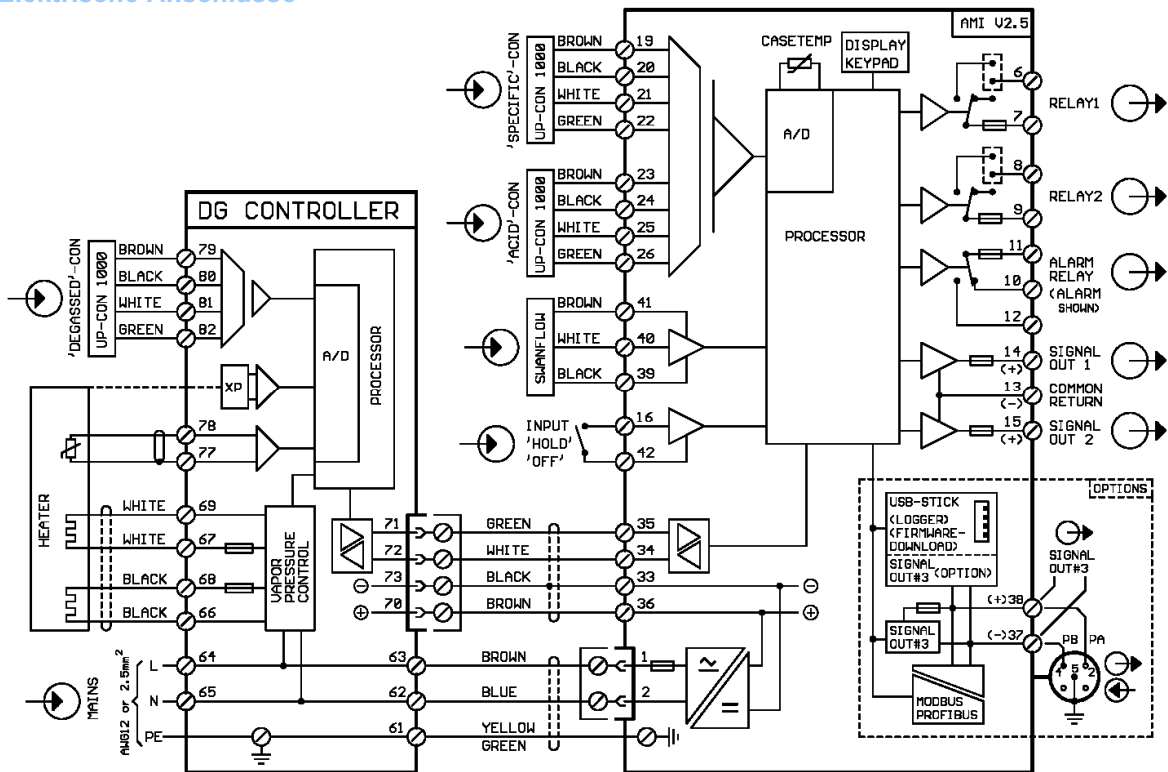 Elektrische Anschlüsse
AMI V2.5
'SPECIFIC'-CON
UP-CON 1000
BROWN 19
BLACK 20
WHITE 21
GREEN 22
'ACID'-CON
UP-CON 1000
BROWN 23
BLACK 24
WHITE 25
GREEN 26
SWANFLOW
BROWN 41
WHITE 40
BLACK 39
INPUT
'HOLD'
'OFF'
16
42
CASETEMP
DISPLAY
KEYPAD
A/D
PROCESSOR
6
7
RELAY1
8
9
RELAY2
11
10
12
ALARM
RELAY
(ALARM
SHOWN)
14
(+)
SIGNAL
OUT 1
13
(-)
COMMON
RETURN
15
(+)
SIGNAL
OUT 2
DG CONTROLLER
'DEGASSED'-CON
UP-CON 1000
BROWN 79
BLACK 80
WHITE 81
GREEN 82
XP
A/D
PROCESSOR
HEATER
78
77
WHITE 69
WHITE 67
BLACK 68
BLACK 66
VAPOR
PRESSURE
CONTROL
71 GREEN 35
72 WHITE 34
73 BLACK 33
70 BROWN 36
MAINS
AWG12 or 2.5mm²
L 64
N 65
PE
63 BROWN 1
62 BLUE 2
61 YELLOW
GREEN
OPTIONS
USB-STICK
(LOGGER)
(FIRMWARE-
DOWNLOAD)
SIGNAL
OUT#3 (OPTION)
SIGNAL
OUT#3
SIGNAL
OUT#3
(+)38
(-)37
PB PA
4 5 2
MODBUS
PROFIBUS